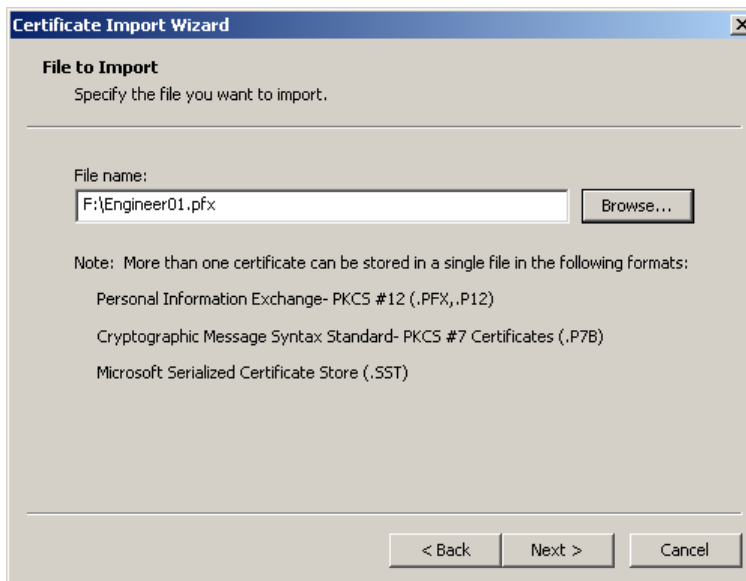 Certificate Import Wizard
File to Import
Specify the file you want to import.
File name:
F:\Engineer01.pfx
Browse...
Note: More than one certificate can be stored in a single file in the following formats:
Personal Information Exchange- PKCS #12 (.PFX,.P12)
Cryptographic Message Syntax Standard- PKCS #7 Certificates (.P7B)
Microsoft Serialized Certificate Store (.SST)
< Back
Next >
Cancel